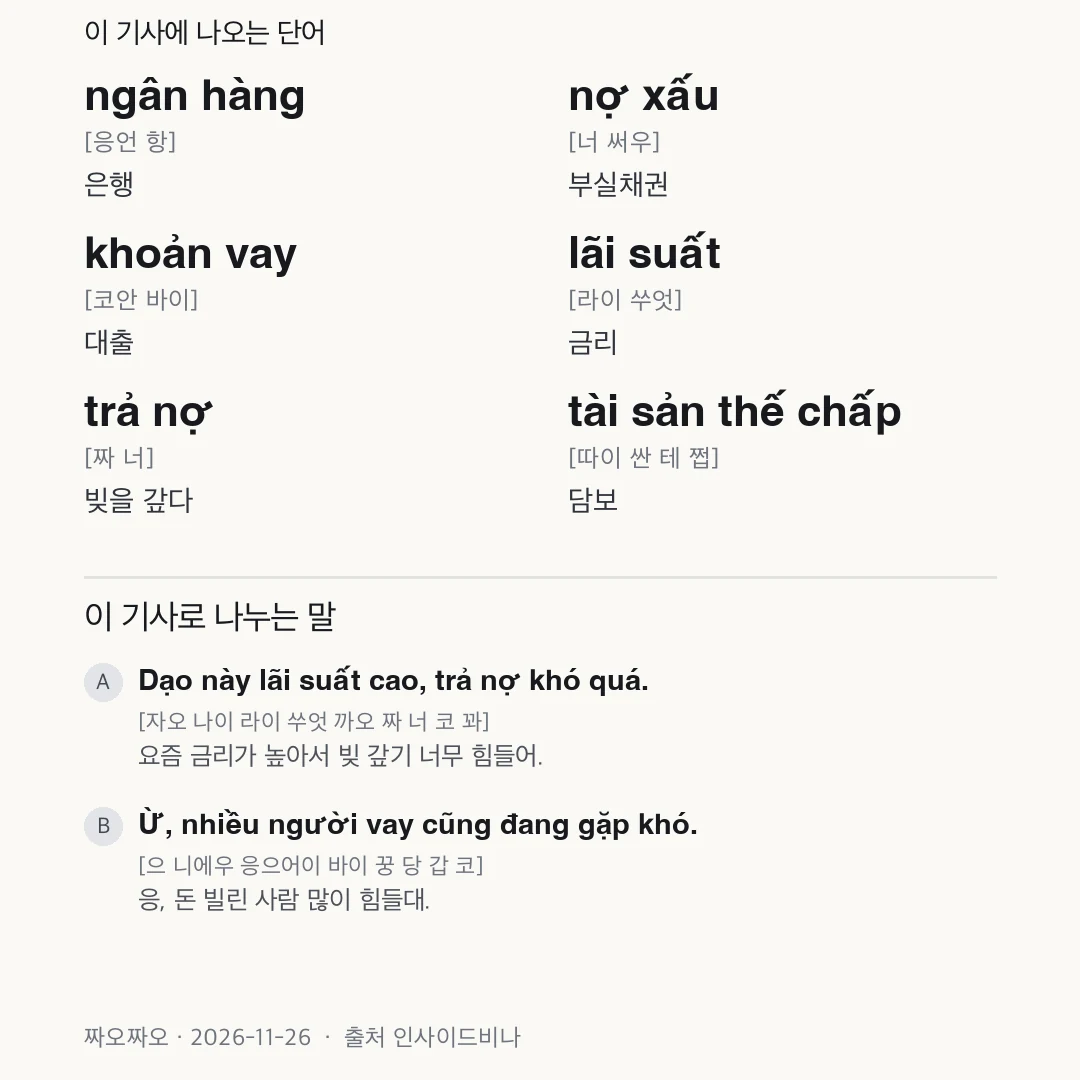 이 기사에 나오는 단어
ngân hàng
[응언 항]
은행
nợ xấu
[너 써우]
부실채권
khoản vay
[코안 바이]
대출
lãi suất
[라이 쑤엇]
금리
trả nợ
[짜 너]
빚을 갚다
tài sản thế chấp
[따이 싼 테 쩝]
담보
이 기사로 나누는 말
A
Dạo này lãi suất cao, trả nợ khó quá.
[자오 나이 라이 쑤엇 까오 짜 너 코 꽈]
요즘 금리가 높아서 빚 갚기 너무 힘들어.
B
Ừ, nhiều người vay cũng đang gặp khó.
[으 니에우 응으어이 바이 꿍 당 갑 코]
응, 돈 빌린 사람 많이 힘들대.
짜오짜오 · 2026-11-26 · 출처 인사이드비나